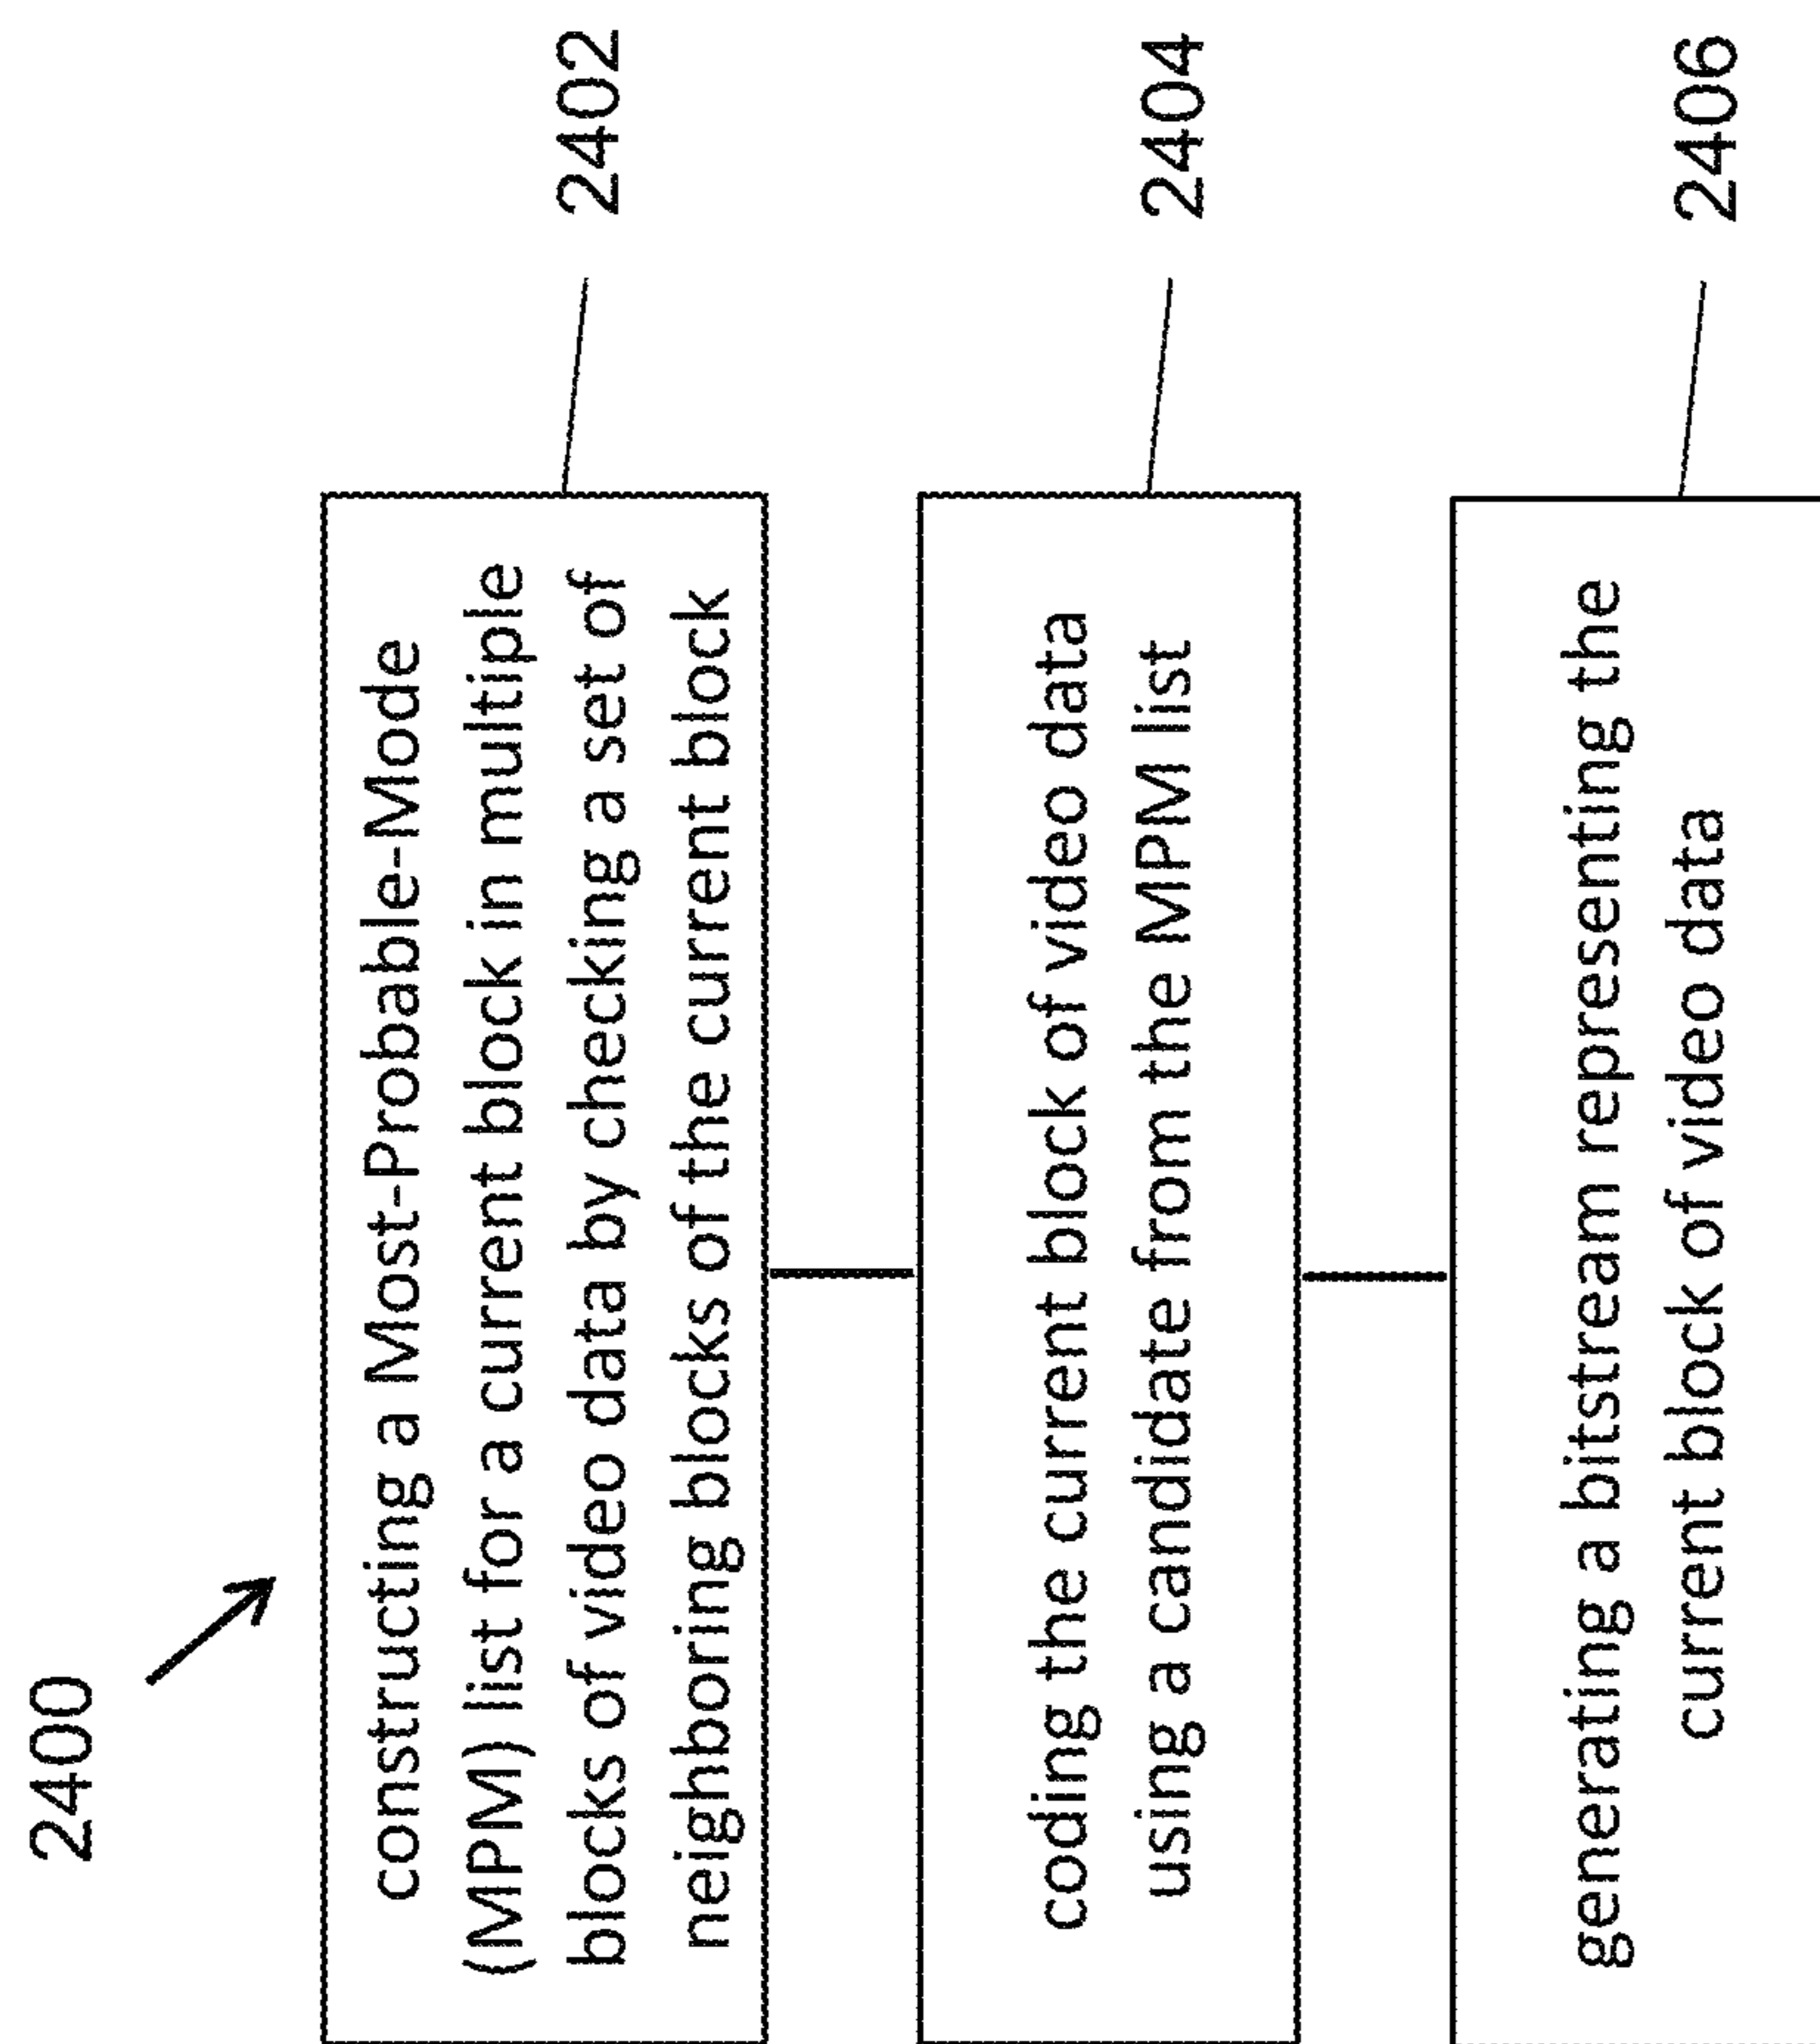 2400
constructing a Most-Probable-Mode
(MPM) list for a current block in multiple
blocks of video data by checking a set of
neighboring blocks of the current block
2402
coding the current block of video data
using a candidate from the MPM list
2404
generating a bitstream representing the
current block of video data
2406